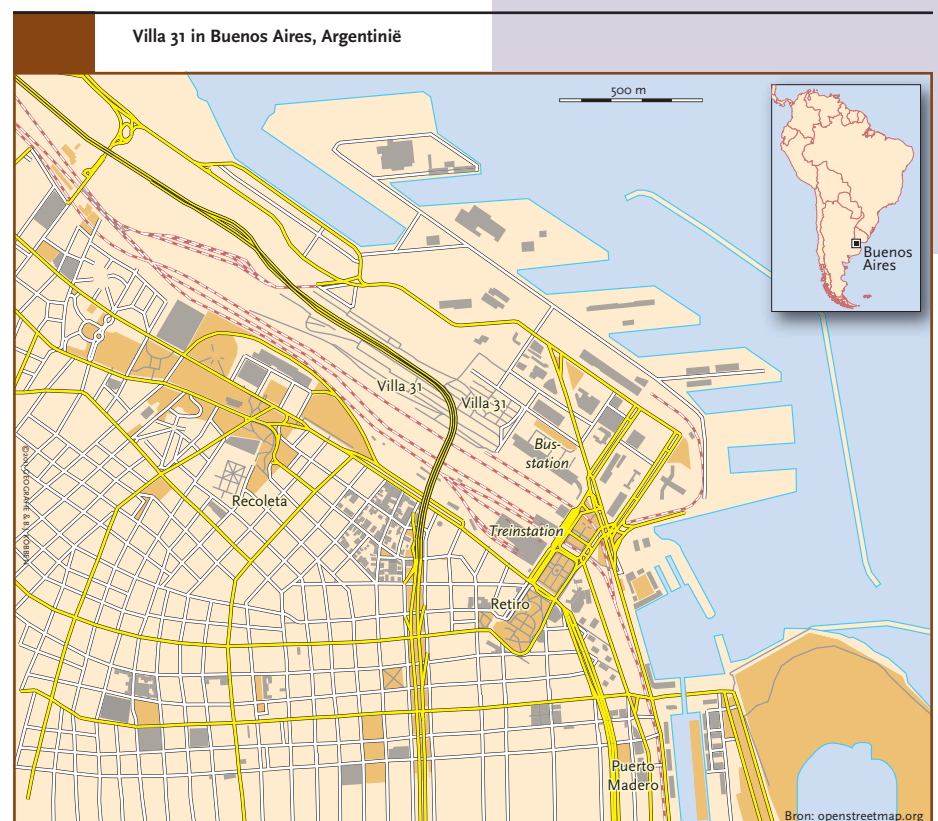 Villa 31 in Buenos Aires, Argentinië
500 m
Buenos
Aires
Villa 31
Villa 31
Bus-
station
Recoleta
Treinstation
Retiro
Puerto
Madero
Bron: openstreetmap.org